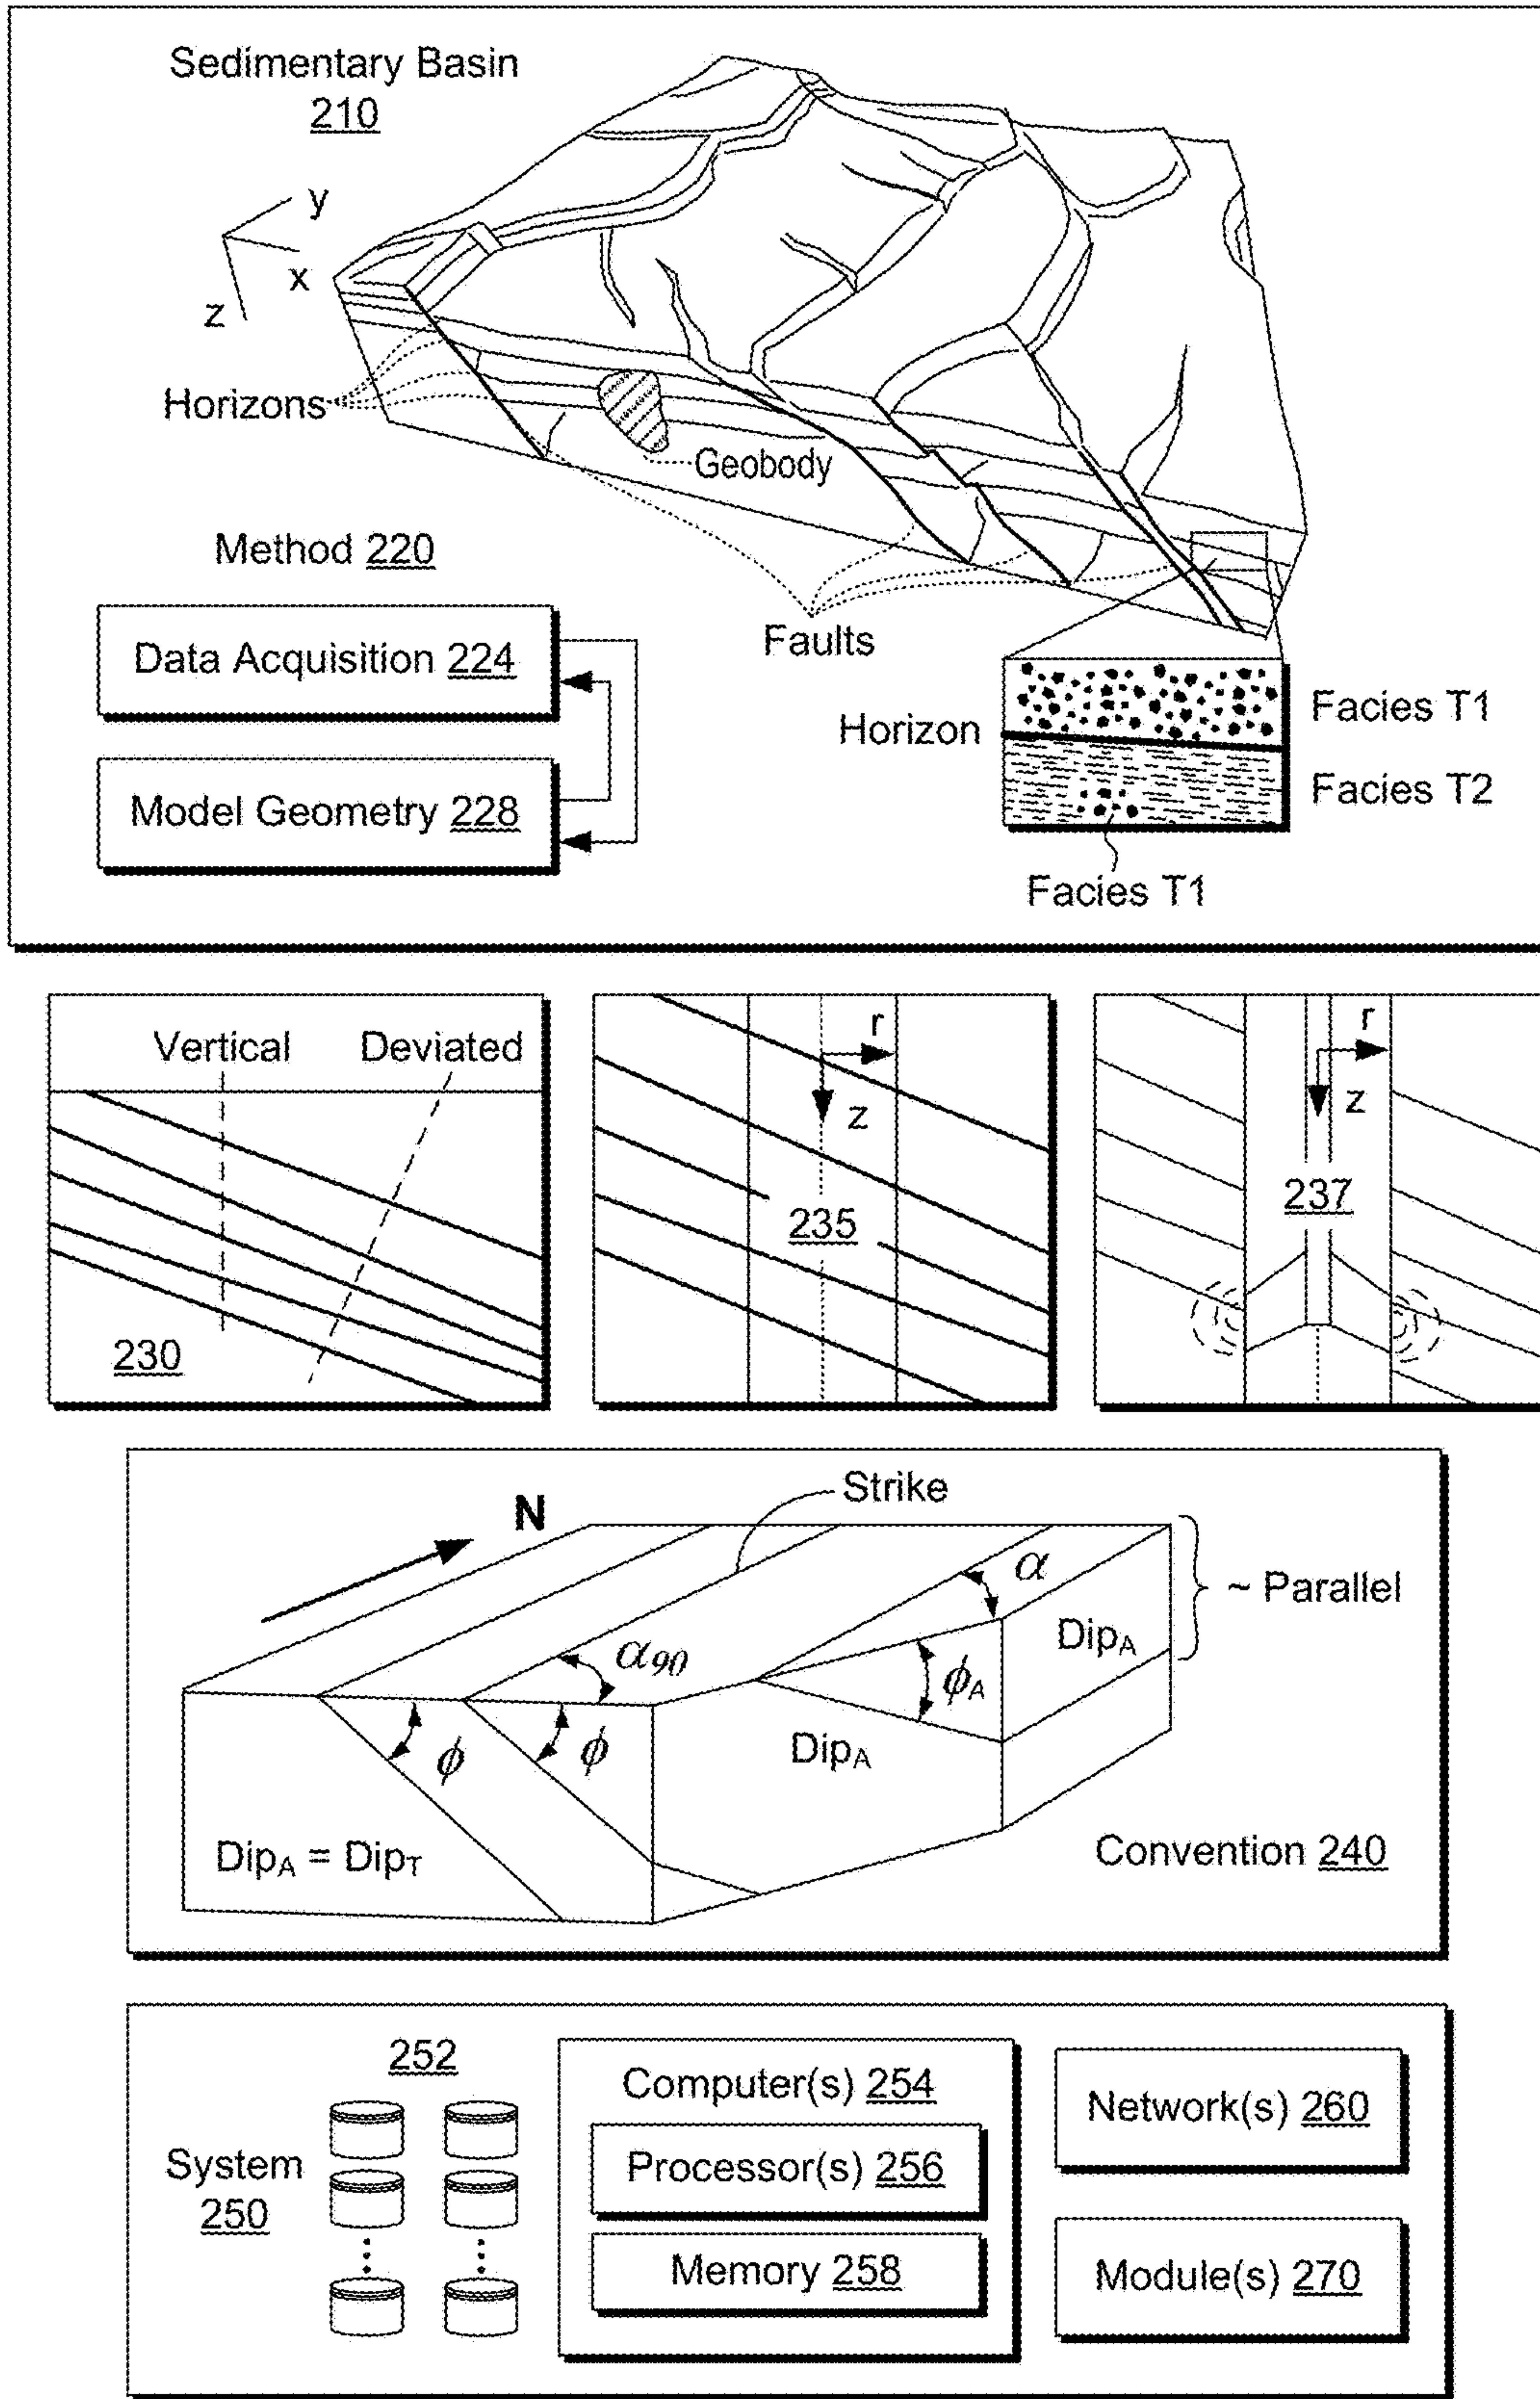 Sedimentary Basin
210
y
x
z
Horizons
Geobody
Method 220
Faults
Data Acquisition 224
Model Geometry 228
Horizon
Facies T1
Facies T2
Facies T1
Vertical
Deviated
230
r
z
235
r
z
237
N
Strike
α
~ Parallel
α90
DipA
ϕA
ϕ
ϕ
DipA
DipA = DipT
Convention 240
252
System
250
Computer(s) 254
Processor(s) 256
Memory 258
Network(s) 260
Module(s) 270